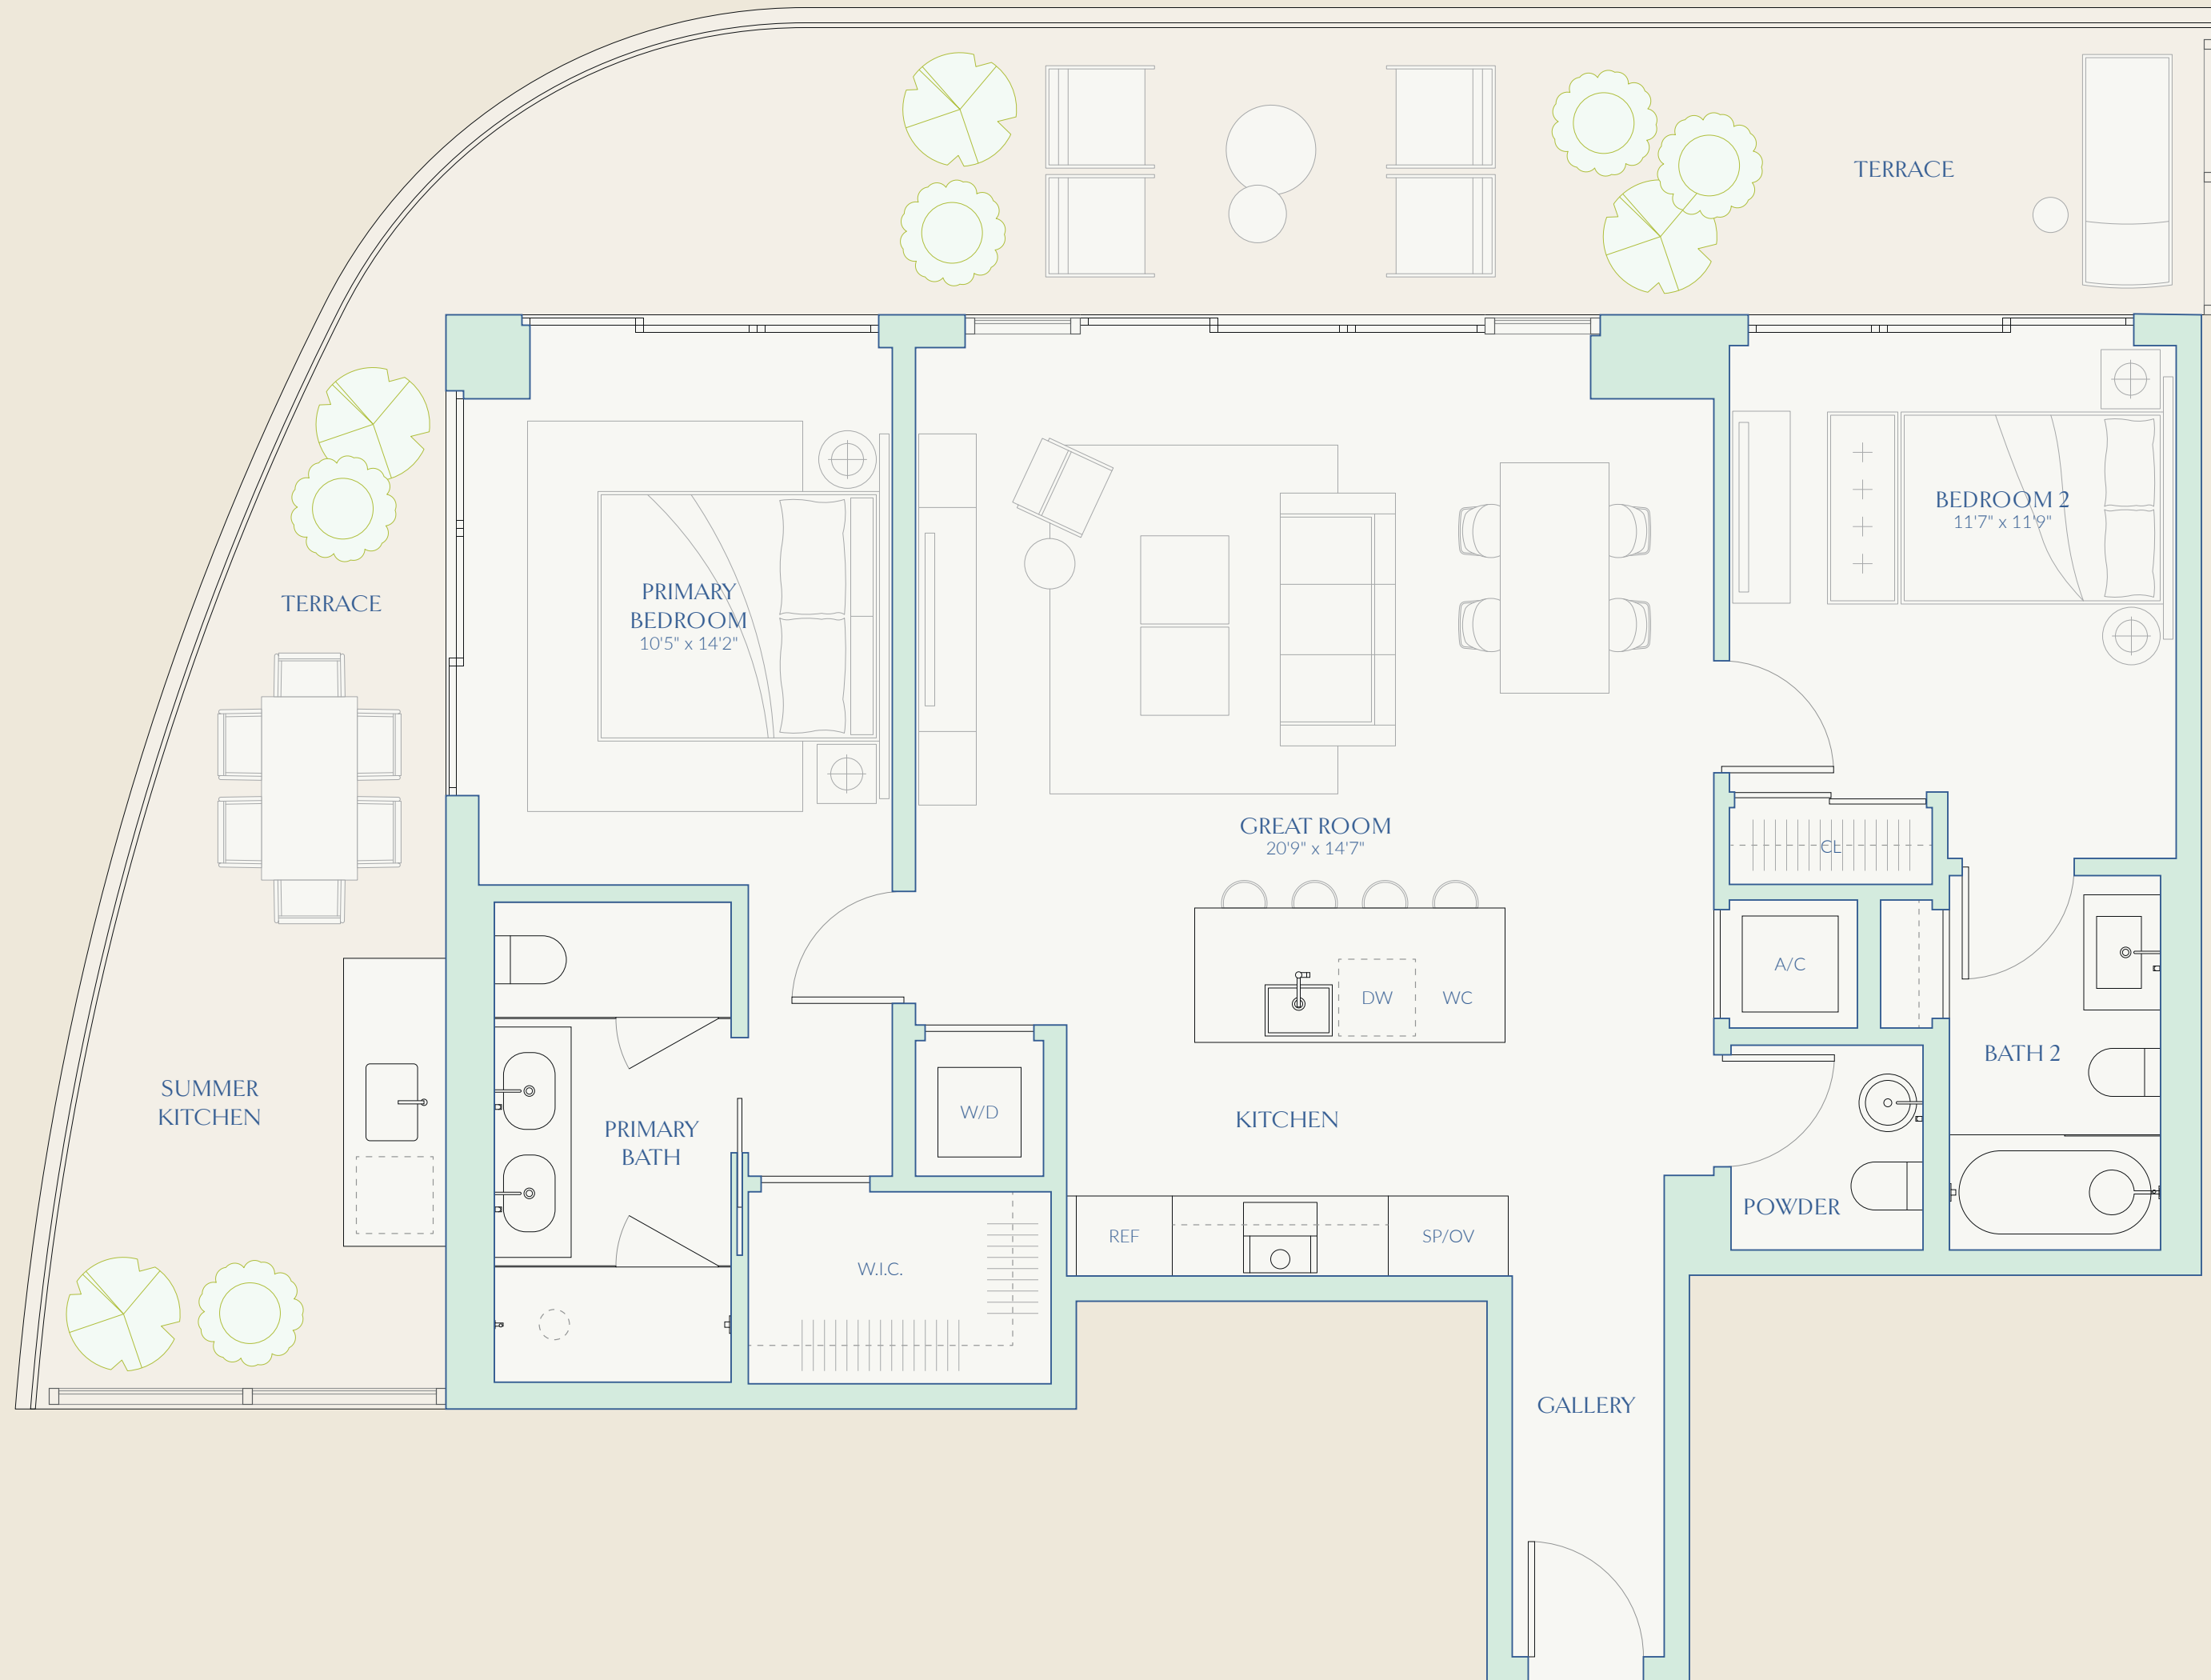 TERRACE
BEDROOM 2
11'7" x 11'9"
PRIMARY
BEDROOM
10'5" x 14'2"
TERRACE
GREAT ROOM
20'9" x 14'7"
CL
A/C
DW
WC
BATH 2
SUMMER
KITCHEN
W/D
KITCHEN
PRIMARY
BATH
POWDER
REF
SP/OV
W.I.C.
GALLERY